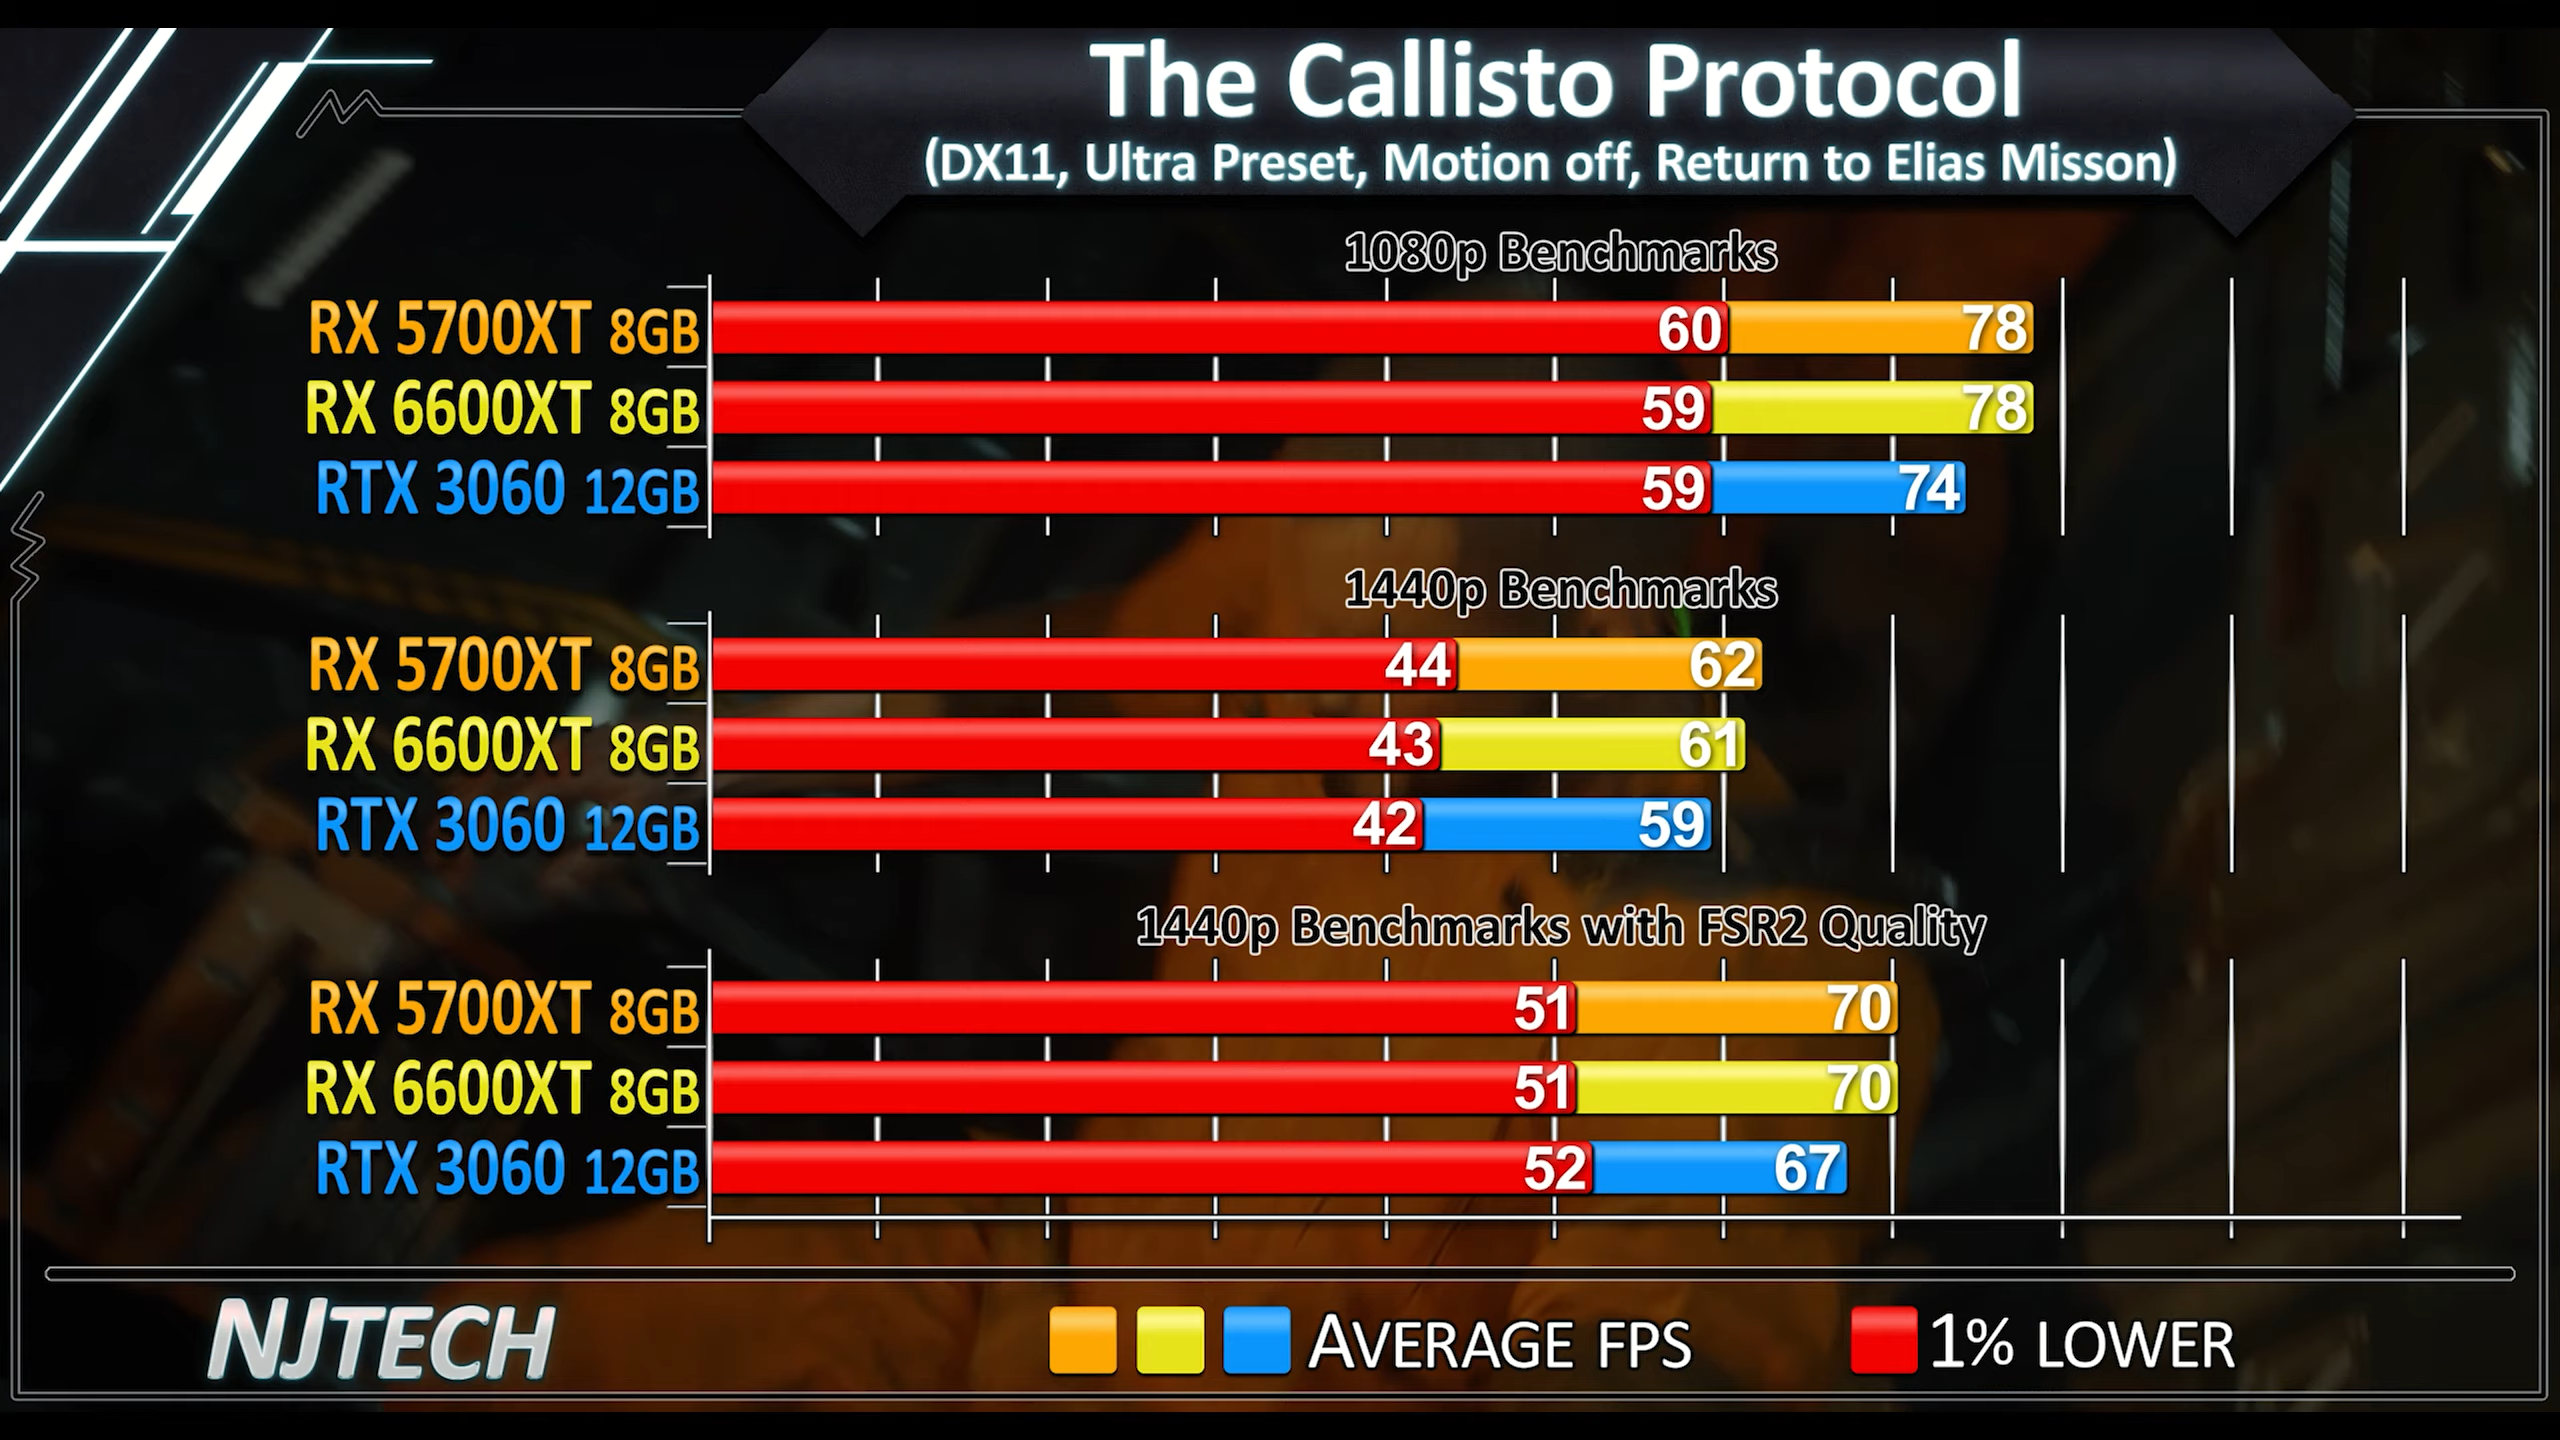 The Callisto Protocol
(DX11, Ultra Preset, Motion off, Return to Elias Misson)
1080p Benchmarks
RX 5700XT 8GB 60 78
RX 6600XT 8GB 59 78
RTX 3060 12GB 59 74
1440p Benchmarks
RX 5700XT 8GB 44 62
RX 6600XT 8GB 43 61
RTX 3060 12GB 42 59
1440p Benchmarks with FSR2 Quality
RX 5700XT 8GB 51 70
RX 6600XT 8GB 51 70
RTX 3060 12GB 52 67
NJTECH AVERAGE FPS 1% LOWER